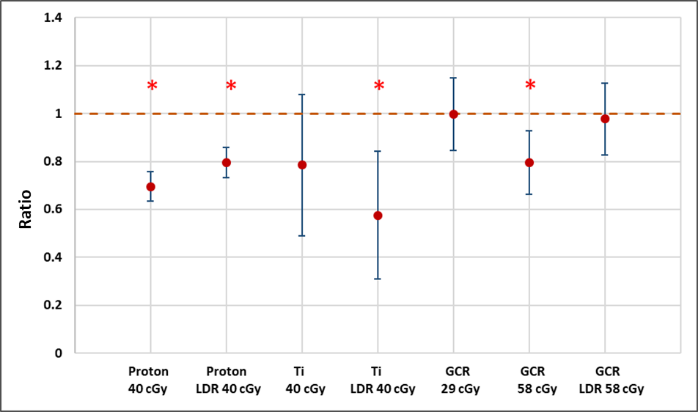 1.4
1.2
* * * *
1
0.8
0.6
0.4
0.2
0
Ratio
Proton Proton Ti Ti GCR GCR GCR
40 cGy LDR 40 cGy 40 cGy LDR 40 cGy 29 cGy 58 cGy LDR 58 cGy